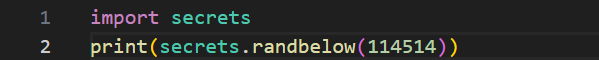 1 import secrets
2 print(secrets.randbelow(114514))